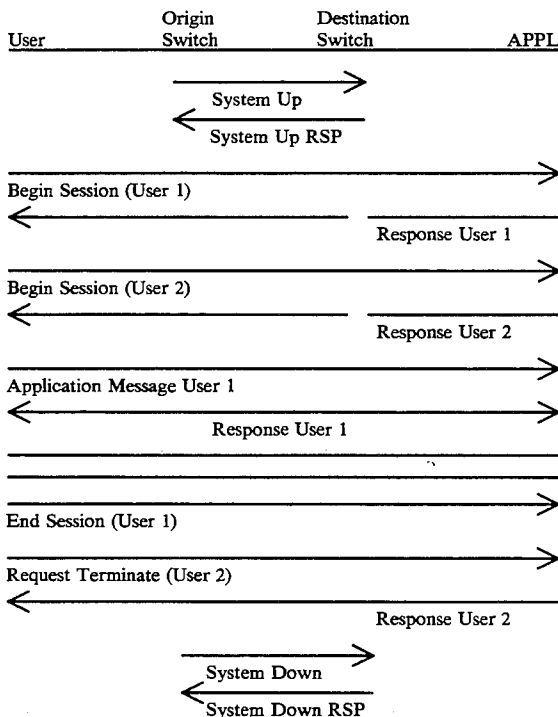 Origin Destination
User Switch Switch APPL
System Up
System Up RSP
Begin Session (User 1)
Response User 1
Begin Session (User 2)
Response User 2
Application Message User 1
Response User 1
End Session (User 1)
Request Terminate (User 2)
Response User 2
System Down
System Down RSP